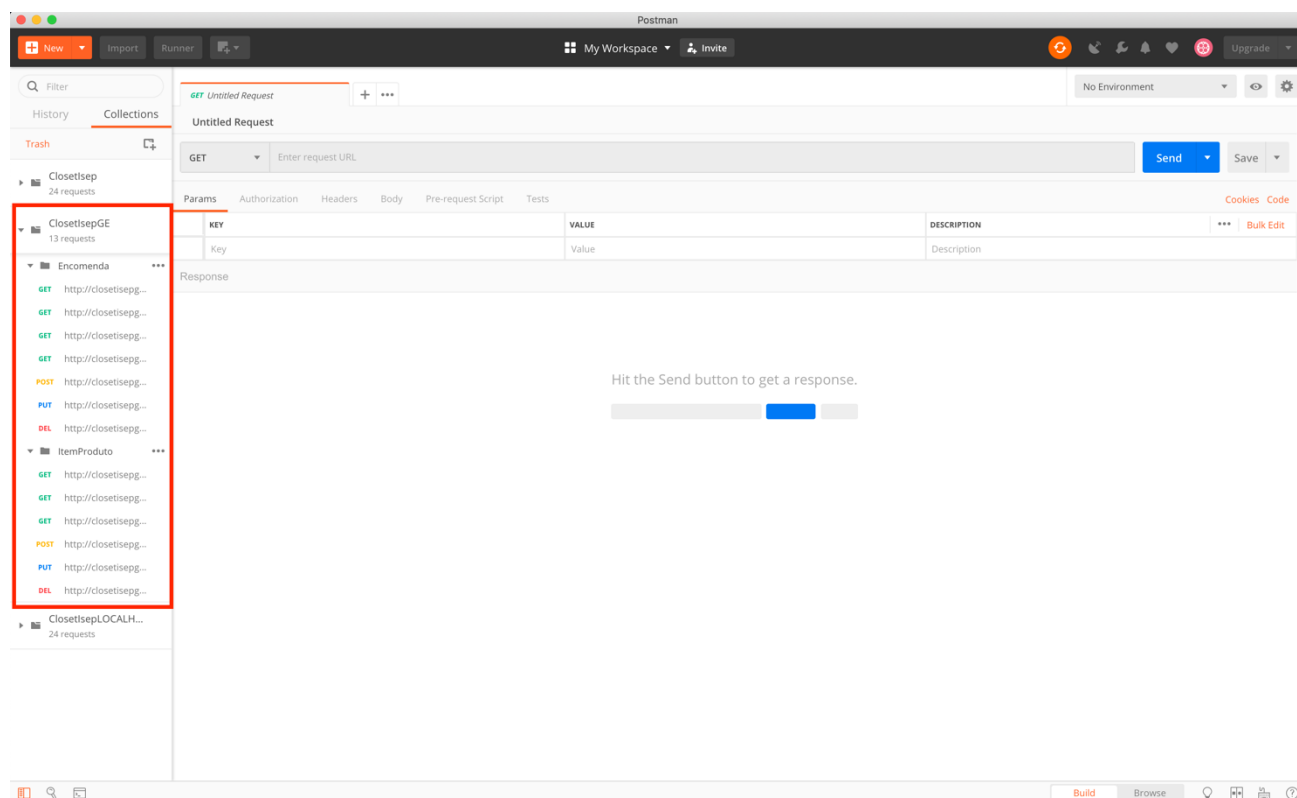 Postman
New Import Runner My Workspace Invite Upgrade
Filter
History Collections
Trash
ClosetIsep
24 requests
ClosetIsepGE
13 requests
Encomenda
GET http://closetisepg...
GET http://closetisepg...
GET http://closetisepg...
GET http://closetisepg...
POST http://closetisepg...
PUT http://closetisepg...
DEL http://closetisepg...
ItemProduto
GET http://closetisepg...
GET http://closetisepg...
GET http://closetisepg...
POST http://closetisepg...
PUT http://closetisepg...
DEL http://closetisepg...
ClosetIsepLOCALH...
24 requests
GET Untitled Request
No Environment
Untitled Request
GET Enter request URL Send Save
Params Authorization Headers Body Pre-request Script Tests Cookies Code
KEY VALUE DESCRIPTION Bulk Edit
Key Value Description
Response
Hit the Send button to get a response.
Build Browse